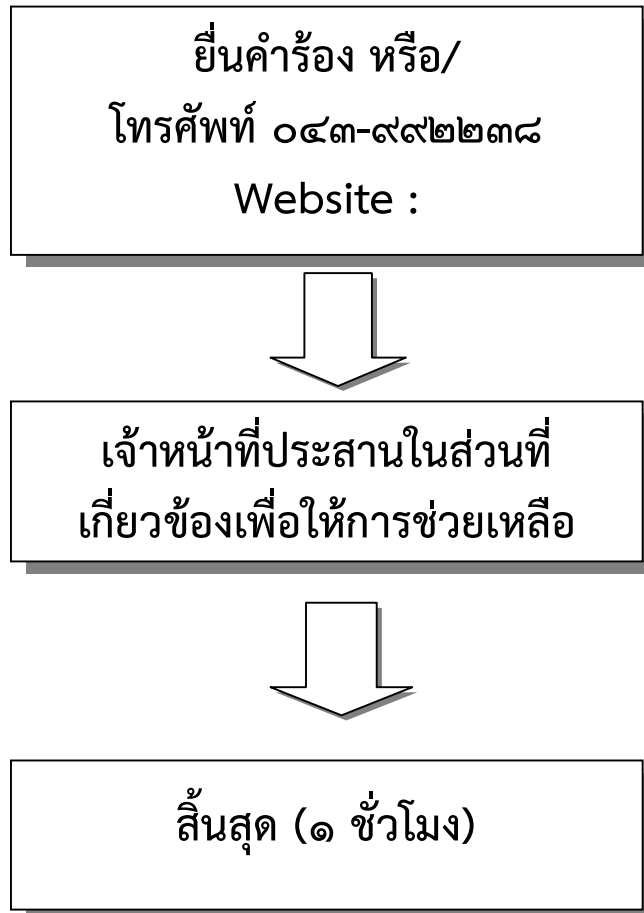 ยื่นคำร้อง หรือ/
โทรศัพท์ ๐๔๓-๙๙๒๒๓๘
Website :
เจ้าหน้าที่ประสานในส่วนที่
เกี่ยวข้องเพื่อให้การช่วยเหลือ
สิ้นสุด (๑ ชั่วโมง)